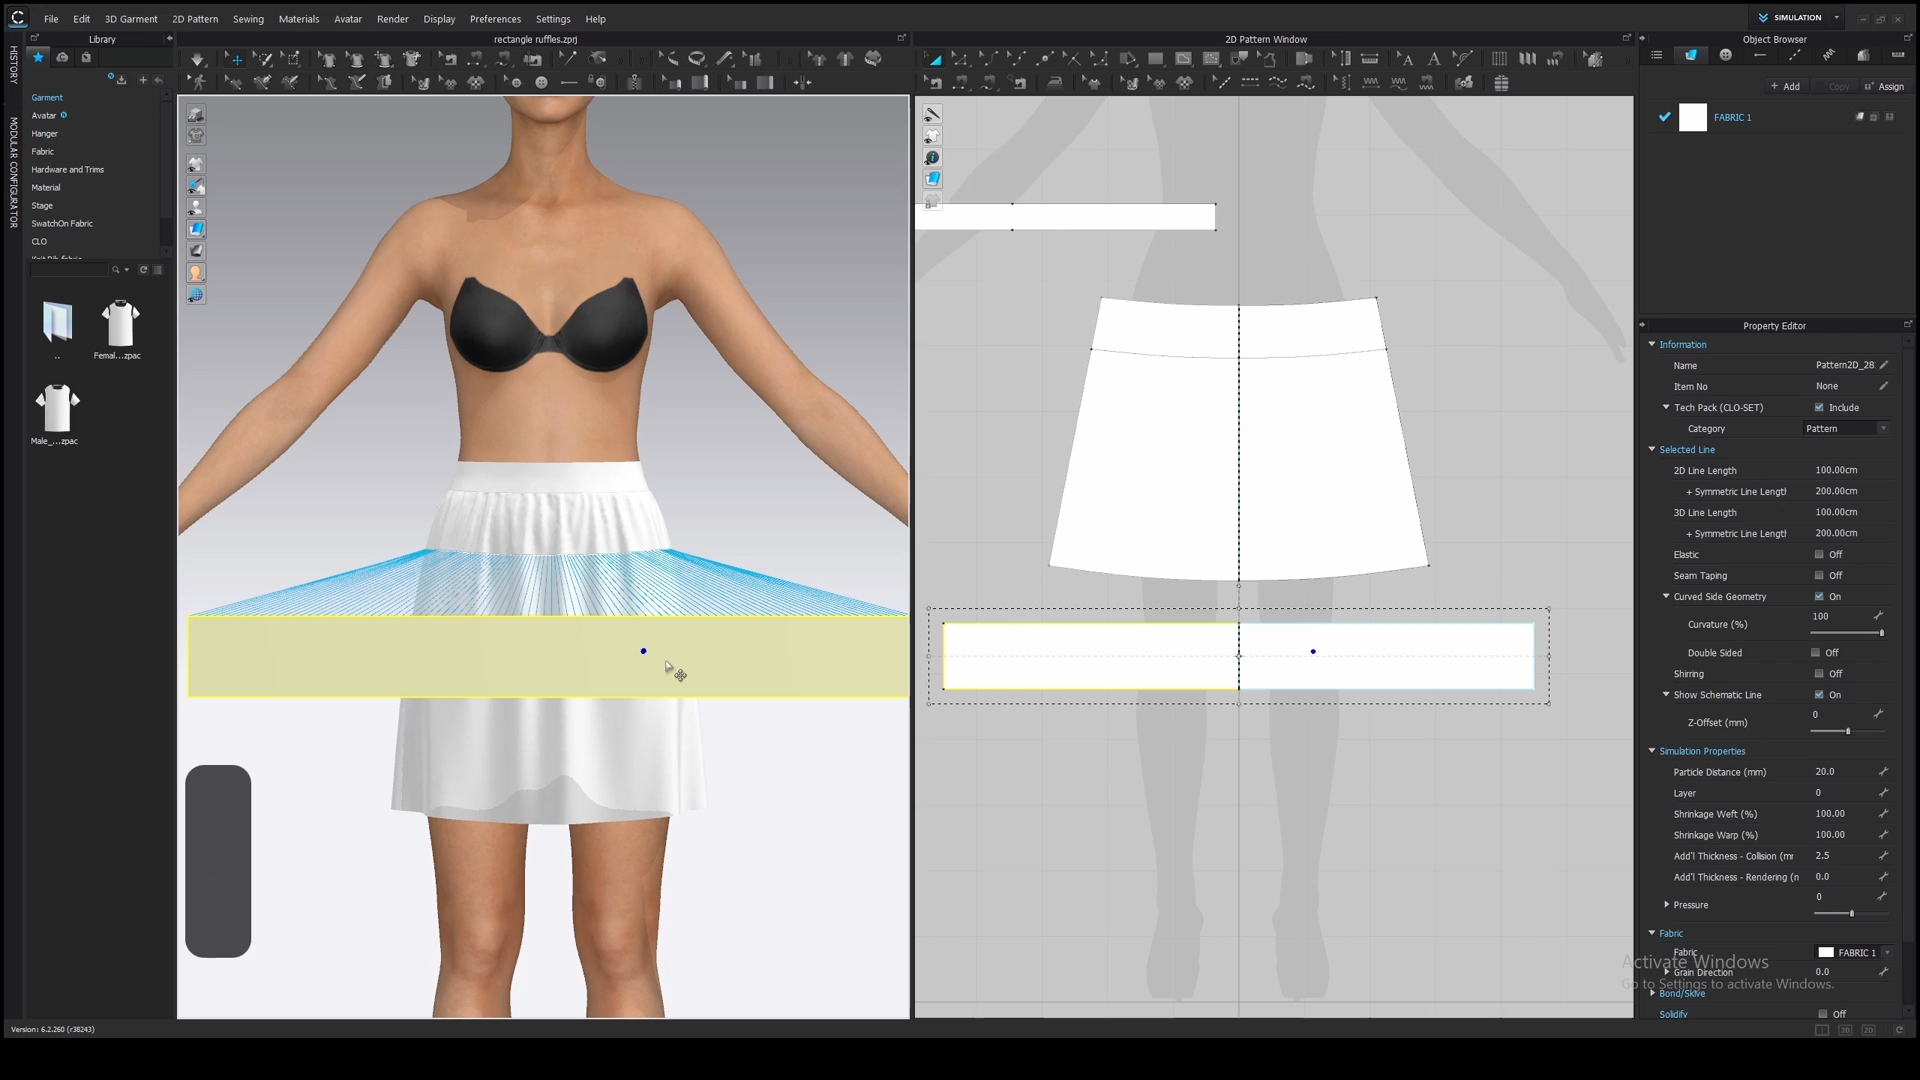 File Edit 3D Garment 2D Pattern Sewing Materials Avatar Render Display Preferences Settings Help
SIMULATION
HISTORY
MODULAR CONFIGURATOR
Library
rectangle ruffles.zprj
2D Pattern Window
Object Browser
Garment
Avatar
Hanger
Fabric
Hardware and Trims
Material
Stage
SwatchOn Fabric
CLO
..
Femal...zpac
Male_...zpac
+ Add
Copy
Assign
FABRIC 1
Property Editor
Information
Name Pattern2D_28
Item No None
Tech Pack (CLO-SET) Include
Category Pattern
Selected Line
2D Line Length 100.00cm
+ Symmetric Line Lengtl 200.00cm
3D Line Length 100.00cm
+ Symmetric Line Lengtl 200.00cm
Elastic Off
Seam Taping Off
Curved Side Geometry On
Curvature (%) 100
Double Sided Off
Shirring Off
Show Schematic Line On
Z-Offset (mm) 0
Simulation Properties
Particle Distance (mm) 20.0
Layer 0
Shrinkage Weft (%) 100.00
Shrinkage Warp (%) 100.00
Add'l Thickness - Collision (mr 2.5
Add'l Thickness - Rendering (n 0.0
Pressure 0
Fabric
Fabric FABRIC 1
Activate Windows
Grain Direction 0.0
Go to Settings to activate Windows.
Bond/Skive
Solidify Off
Version: 6.2.260 (r38243)
3D
2D